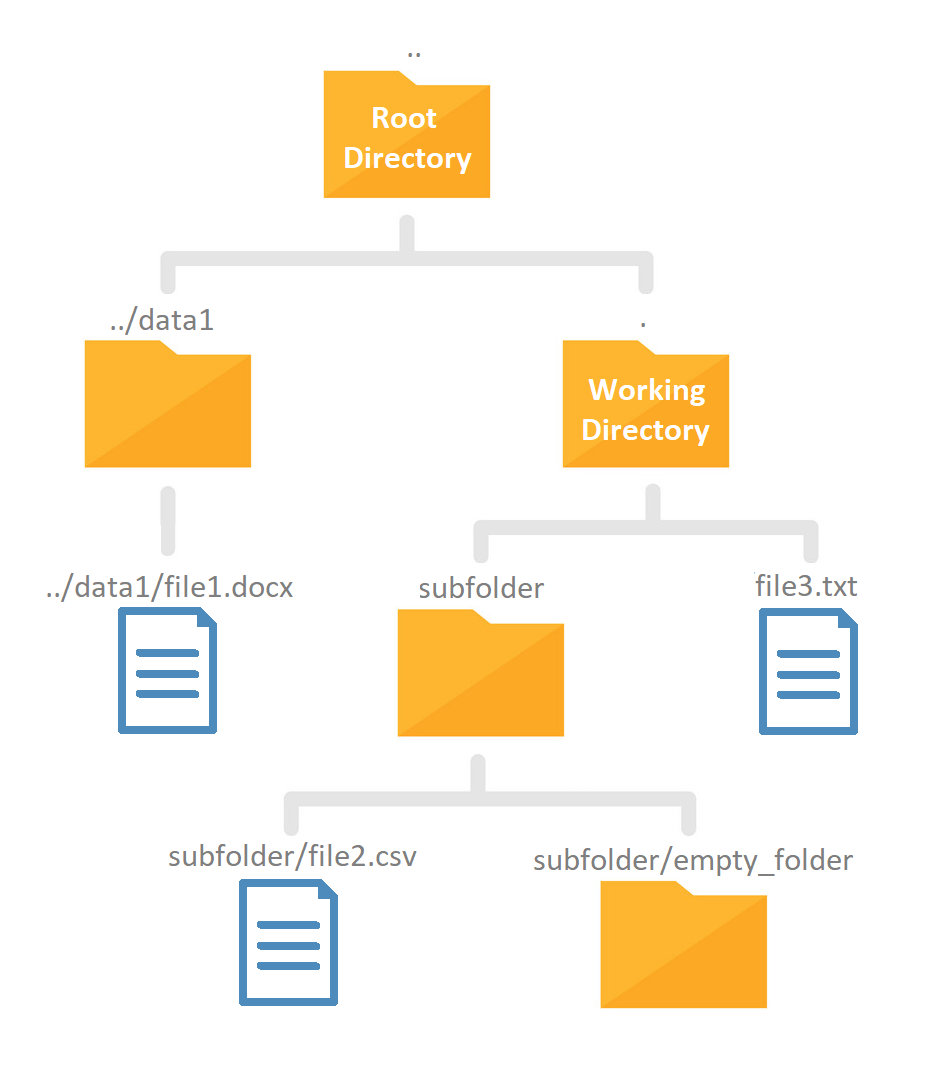 ..
Root
Directory
../data1
.
Working
Directory
../data1/file1.docx
subfolder
file3.txt
subfolder/file2.csv
subfolder/empty_folder